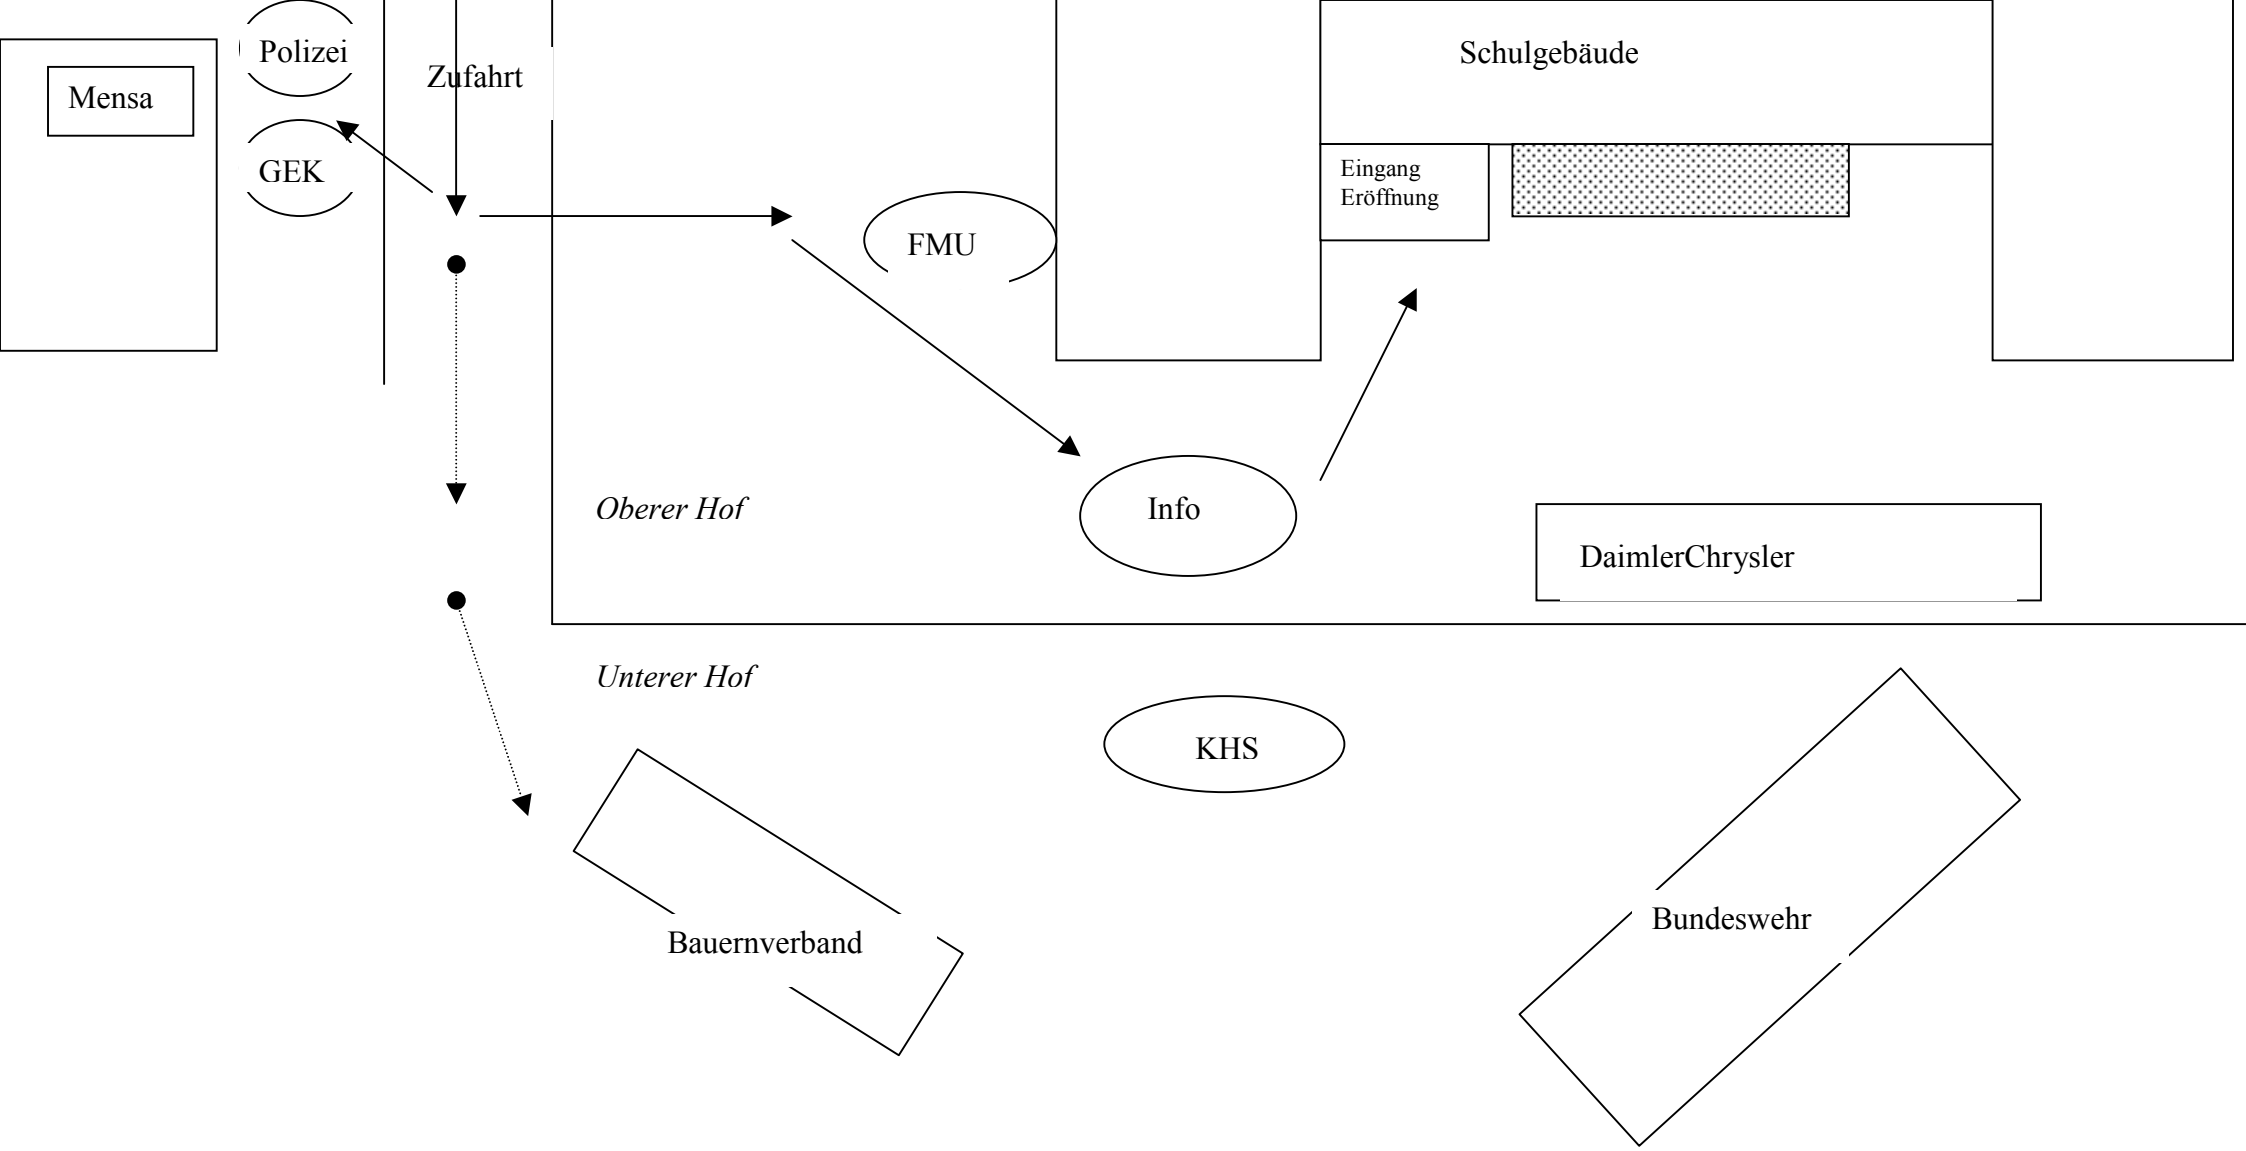 Polizei
Zufahrt
Schulgebäude
Mensa
GEK
Eingang
Eröffnung
FMU
Oberer Hof
Info
DaimlerChrysler
Unterer Hof
KHS
Bauernverband
Bundeswehr